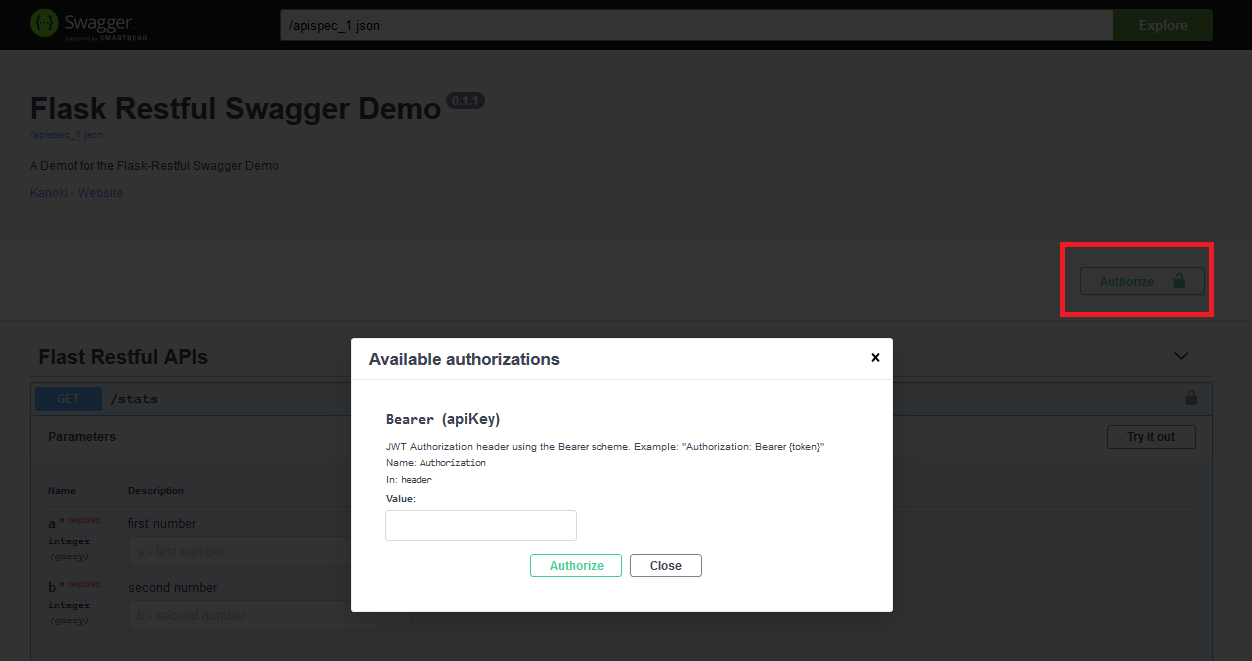 Swagger
Supported by SMARTBEAR
/apispec_1.json
Explore
Flask Restful Swagger Demo 0.1.1
/apispec_1.json
A Demof for the Flask-Restful Swagger Demo
Kanoki - Website
Authorize
Flast Restful APIs
GET /stats
Parameters
Try it out
Name Description
a * required first number
integer
(query)
a - first number
b * required second number
integer
(query)
b - second number
Available authorizations
×
Bearer (apiKey)
JWT Authorization header using the Bearer scheme. Example: "Authorization: Bearer {token}"
Name: Authorization
In: header
Value:
Authorize Close